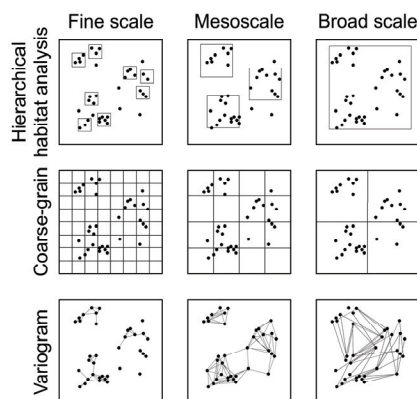 Fine scale Mesoscale Broad scale
Hierarchical
habitat analysis
Coarse-grain
Variogram